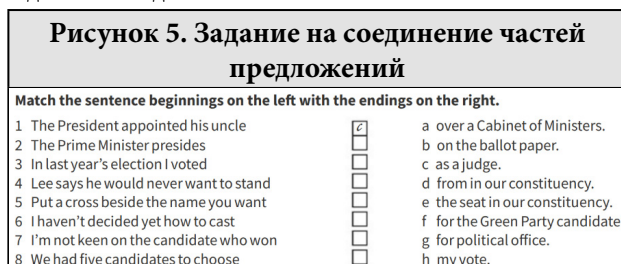 Рисунок 5. Задание на соединение частей
предложений
Match the sentence beginnings on the left with the endings on the right.
1 The President appointed his uncle c a over a Cabinet of Ministers.
2 The Prime Minister presides b on the ballot paper.
3 In last year's election I voted c as a judge.
4 Lee says he would never want to stand d from in our constituency.
5 Put a cross beside the name you want e the seat in our constituency.
6 I haven't decided yet how to cast f for the Green Party candidate
7 I'm not keen on the candidate who won g for political office.
8 We had five candidates to choose h my vote.